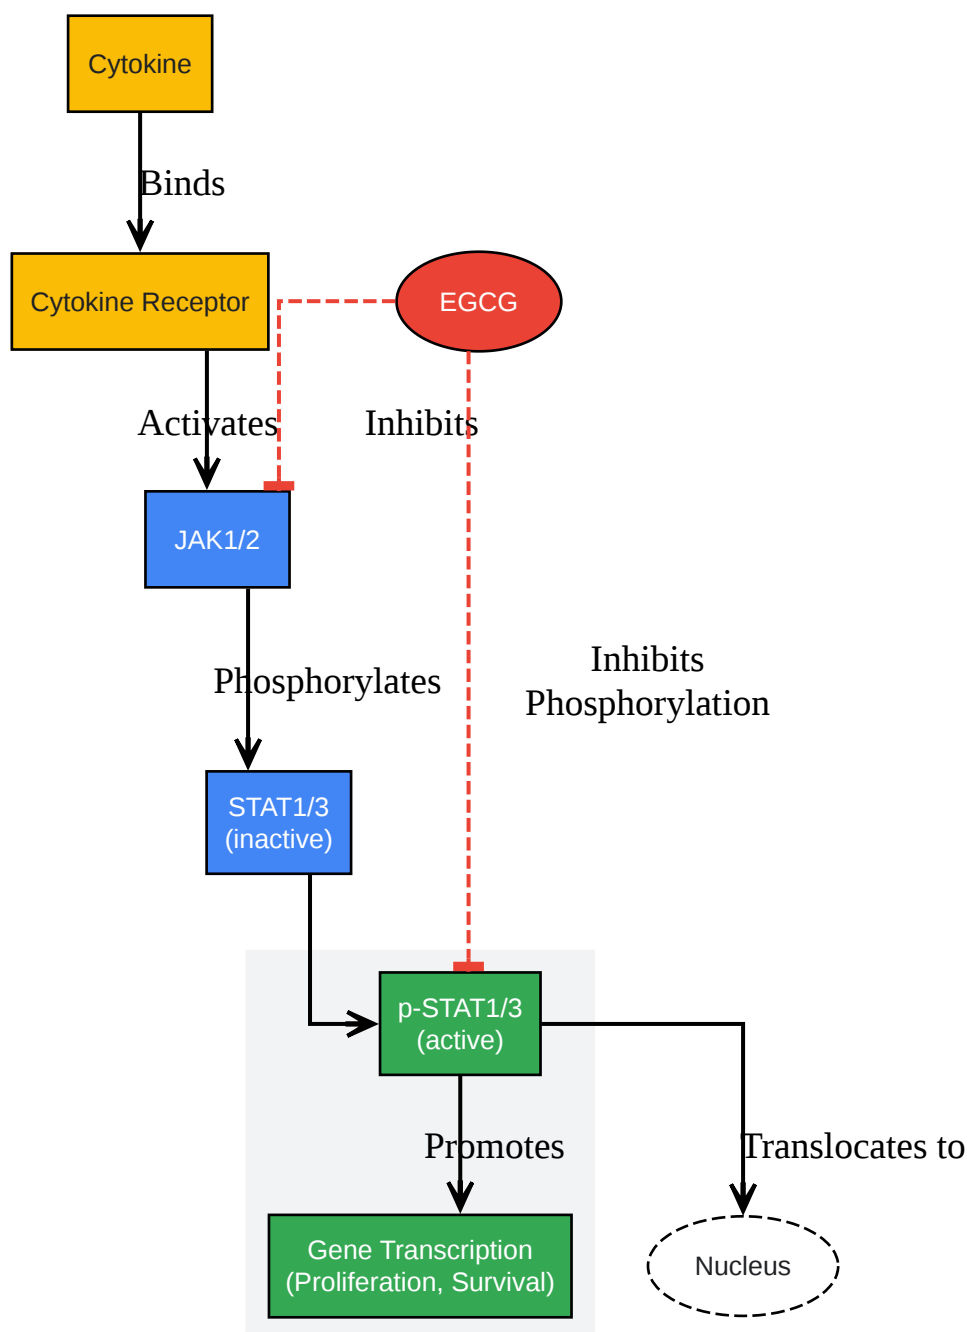 Cytokine
Binds
Cytokine Receptor
EGCG
Activates
Inhibits
JAK1/2
Inhibits
Phosphorylation
Phosphorylates
STAT1/3
(inactive)
p-STAT1/3
(active)
Promotes
Translocates to
Gene Transcription
(Proliferation, Survival)
Nucleus